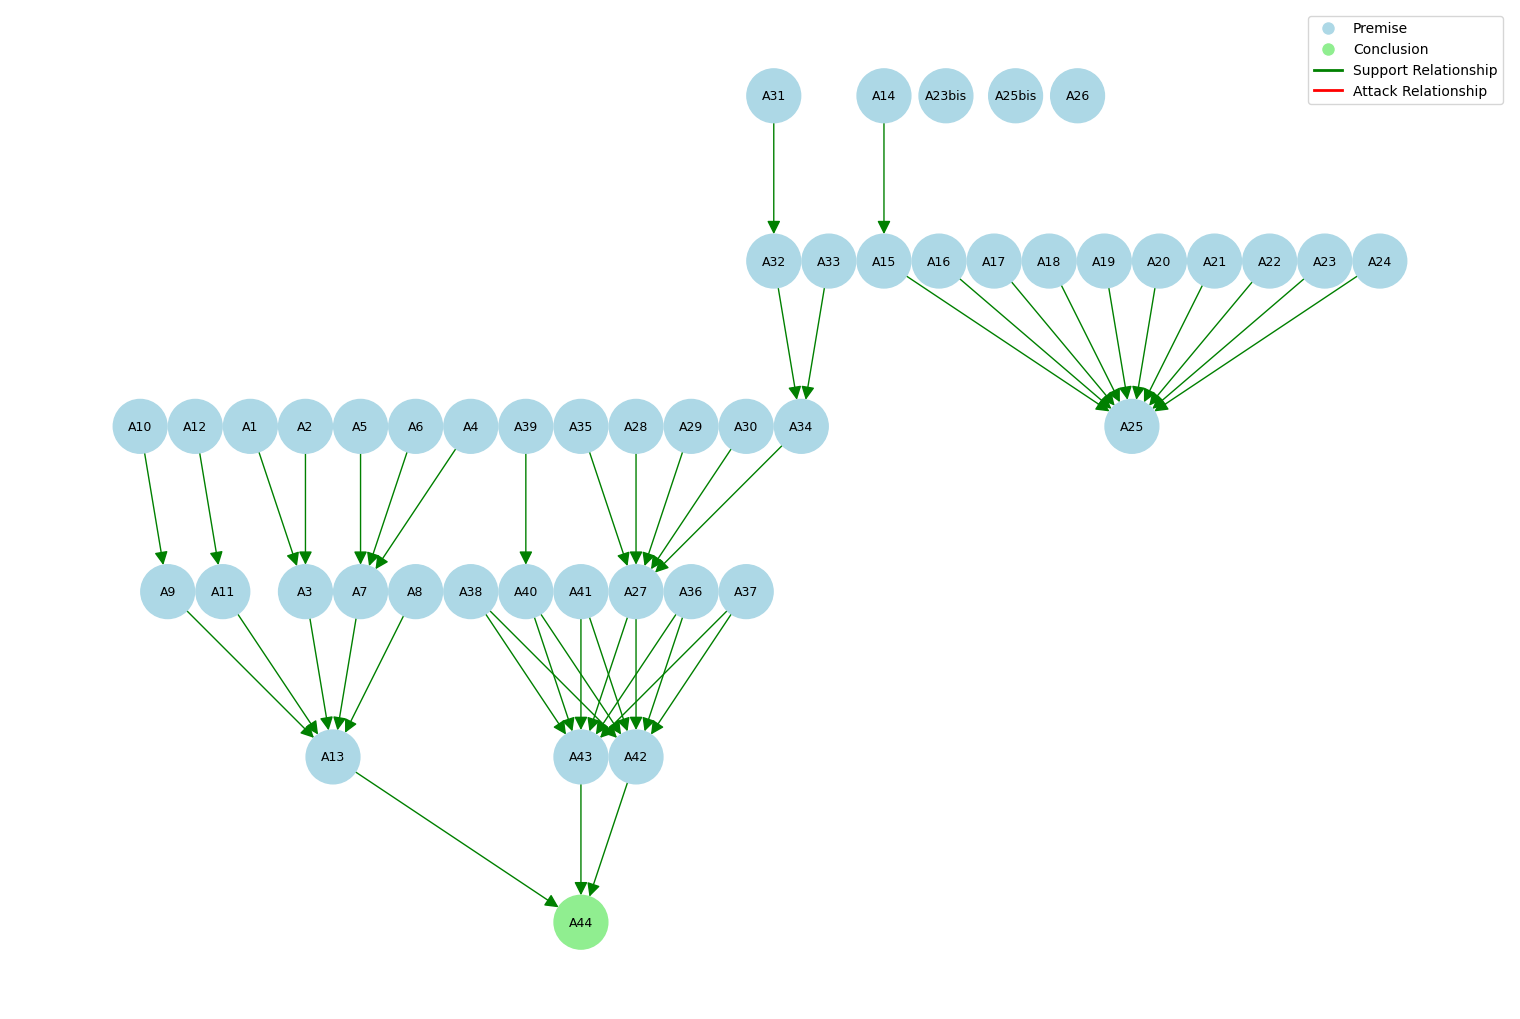 Premise
Conclusion
Support Relationship
Attack Relationship
A31 A14 A23bis A25bis A26
A32 A33 A15 A16 A17 A18 A19 A20 A21 A22 A23 A24
A10 A12 A1 A2 A5 A6 A4 A39 A35 A28 A29 A30 A34 A25
A9 A11 A3 A7 A8 A38 A40 A41 A27 A36 A37
A13 A43 A42
A44